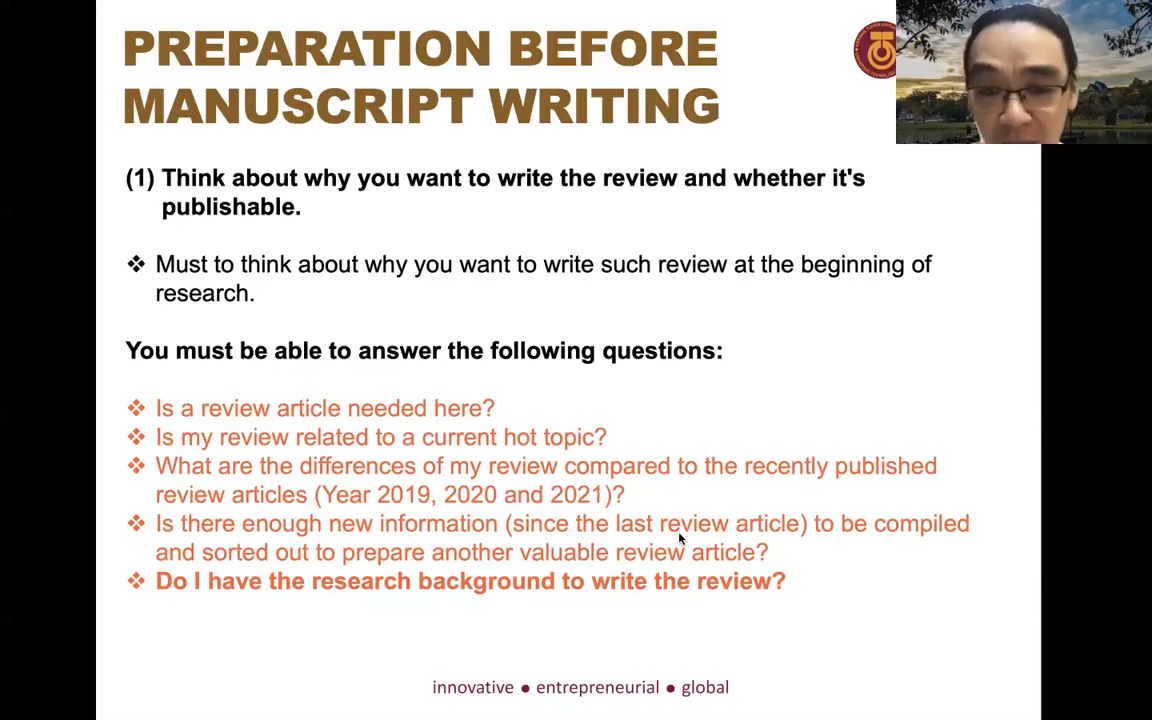 PREPARATION BEFORE
MANUSCRIPT WRITING
(1) Think about why you want to write the review and whether it's
publishable.
❖ Must to think about why you want to write such review at the beginning of
research.
You must be able to answer the following questions:
❖ Is a review article needed here?
❖ Is my review related to a current hot topic?
❖ What are the differences of my review compared to the recently published
review articles (Year 2019, 2020 and 2021)?
❖ Is there enough new information (since the last review article) to be compiled
and sorted out to prepare another valuable review article?
❖ Do I have the research background to write the review?
innovative ● entrepreneurial ● global